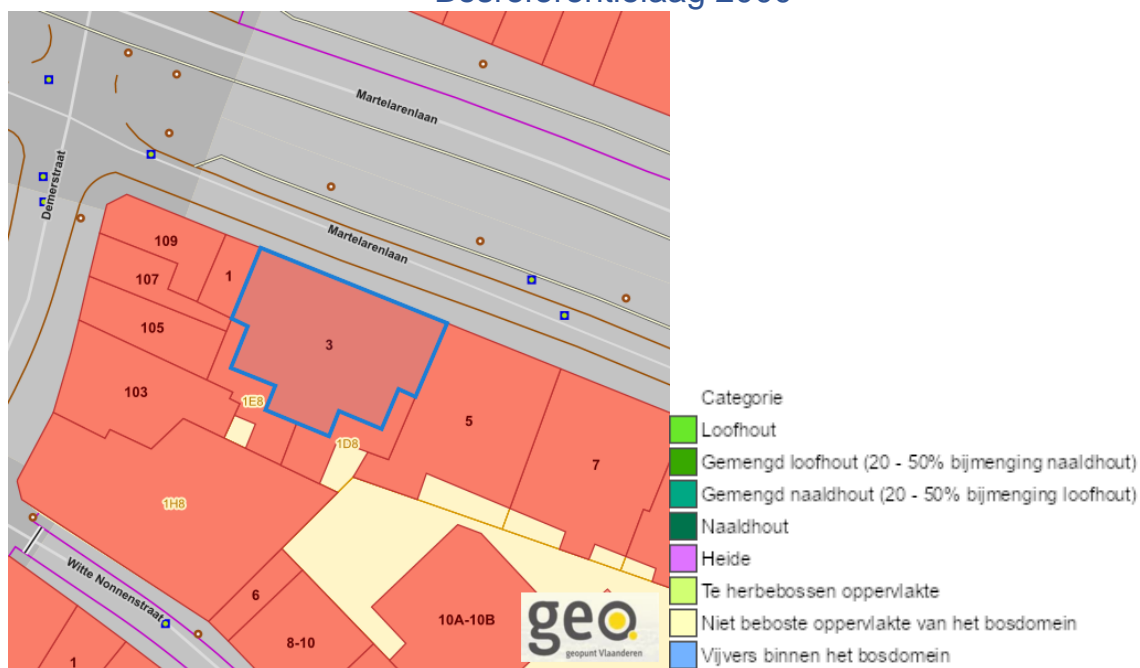 Bosreferentielaag 2000
Martelarenlaan
Demerstraat
Martelarenlaan
109
107
1
105
3
103
1E8
1D8
5
7
1H8
6
8-10
10A-10B
1
Witte Nonnenstraat
geo
geopunt Vlaanderen
Categorie
Loofhout
Gemengd loofhout (20 - 50% bijmenging naaldhout)
Gemengd naaldhout (20 - 50% bijmenging loofhout)
Naaldhout
Heide
Te herbebossen oppervlakte
Niet beboste oppervlakte van het bosdomein
Vijvers binnen het bosdomein